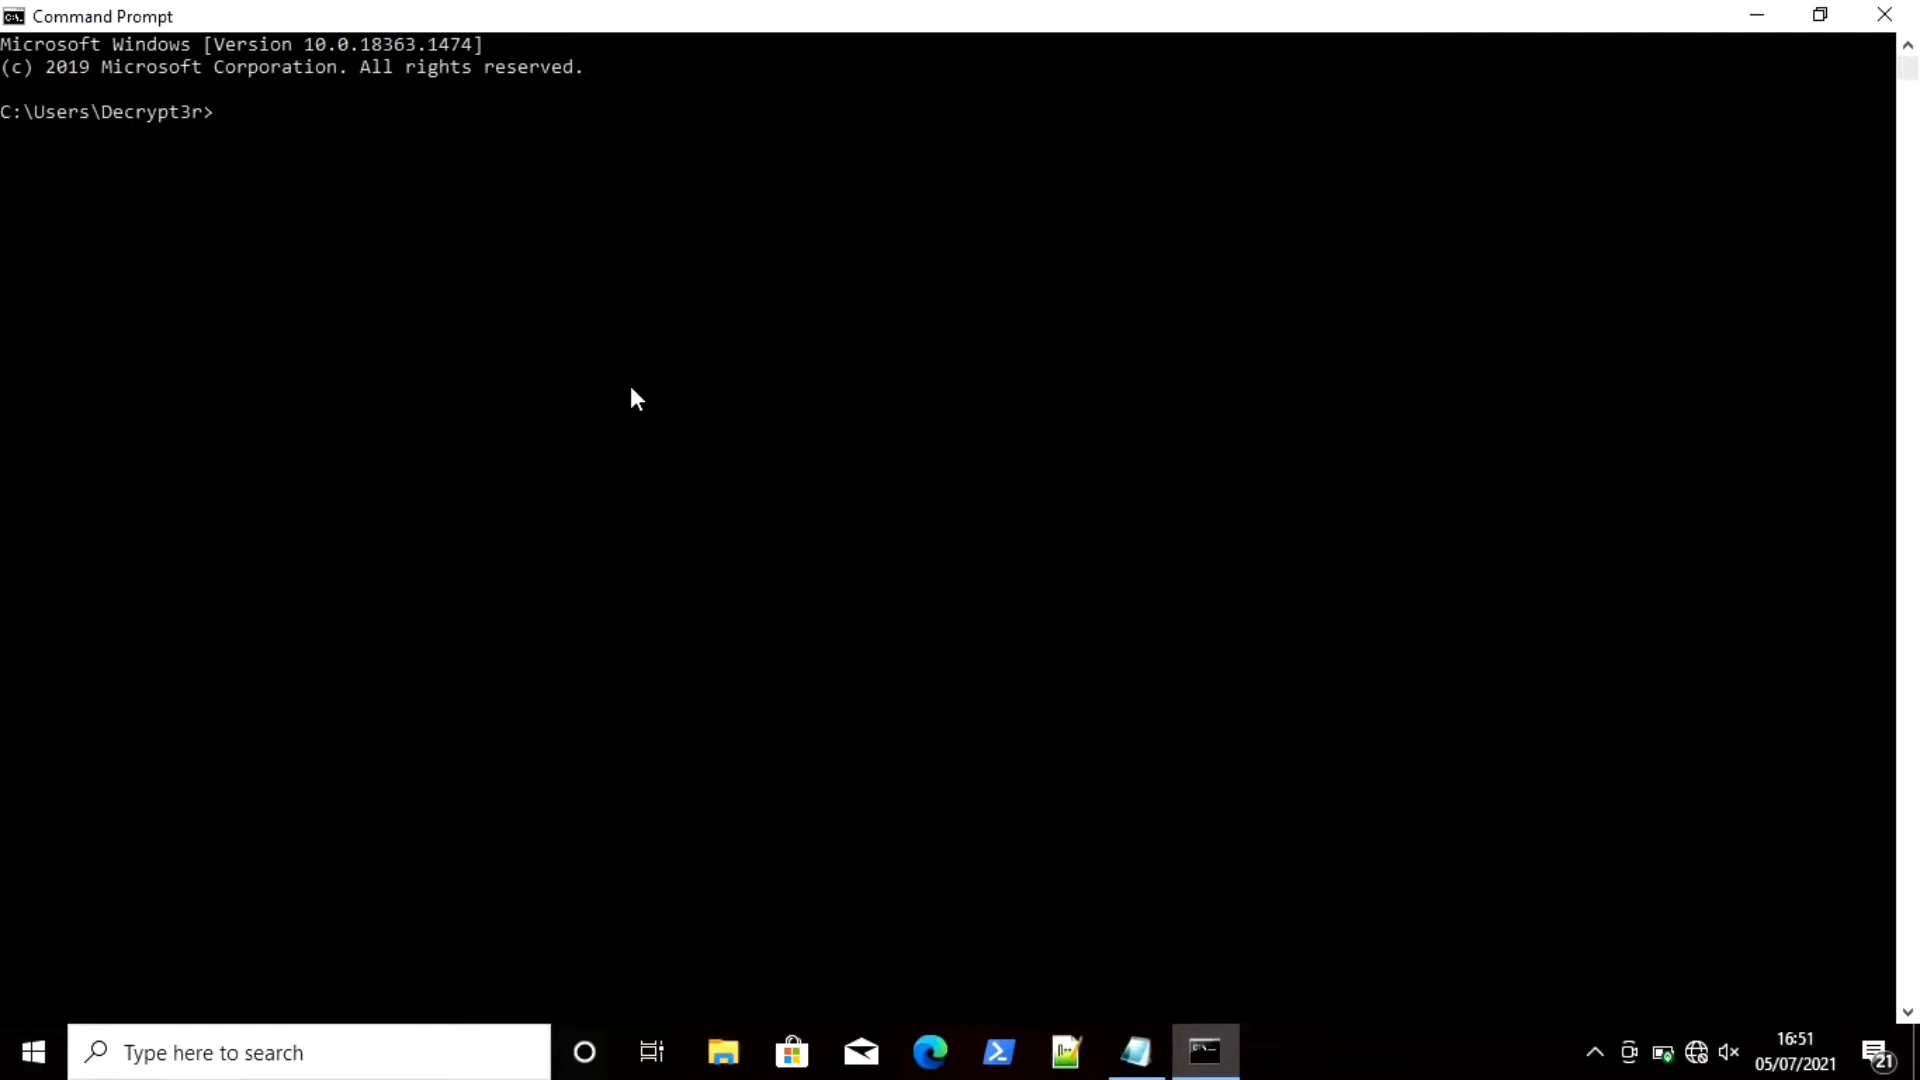 Command Prompt
Microsoft Windows [Version 10.0.18363.1474]
(c) 2019 Microsoft Corporation. All rights reserved.
C:\Users\Decrypt3r>
Type here to search
16:51
05/07/2021
21